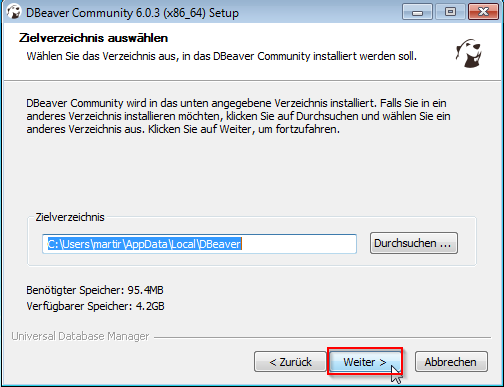 DBeaver Community 6.0.3 (x86_64) Setup
Zielverzeichnis auswählen
Wählen Sie das Verzeichnis aus, in das DBeaver Community installiert werden soll.
DBeaver Community wird in das unten angegebene Verzeichnis installiert. Falls Sie in ein
anderes Verzeichnis installieren möchten, klicken Sie auf Durchsuchen und wählen Sie ein
anderes Verzeichnis aus. Klicken Sie auf Weiter, um fortzufahren.
Zielverzeichnis
C:\Users\martir\AppData\Local\DBeaver
Durchsuchen ...
Benötigter Speicher: 95.4MB
Verfügbarer Speicher: 4.2GB
Universal Database Manager
< Zurück
Weiter >
Abbrechen